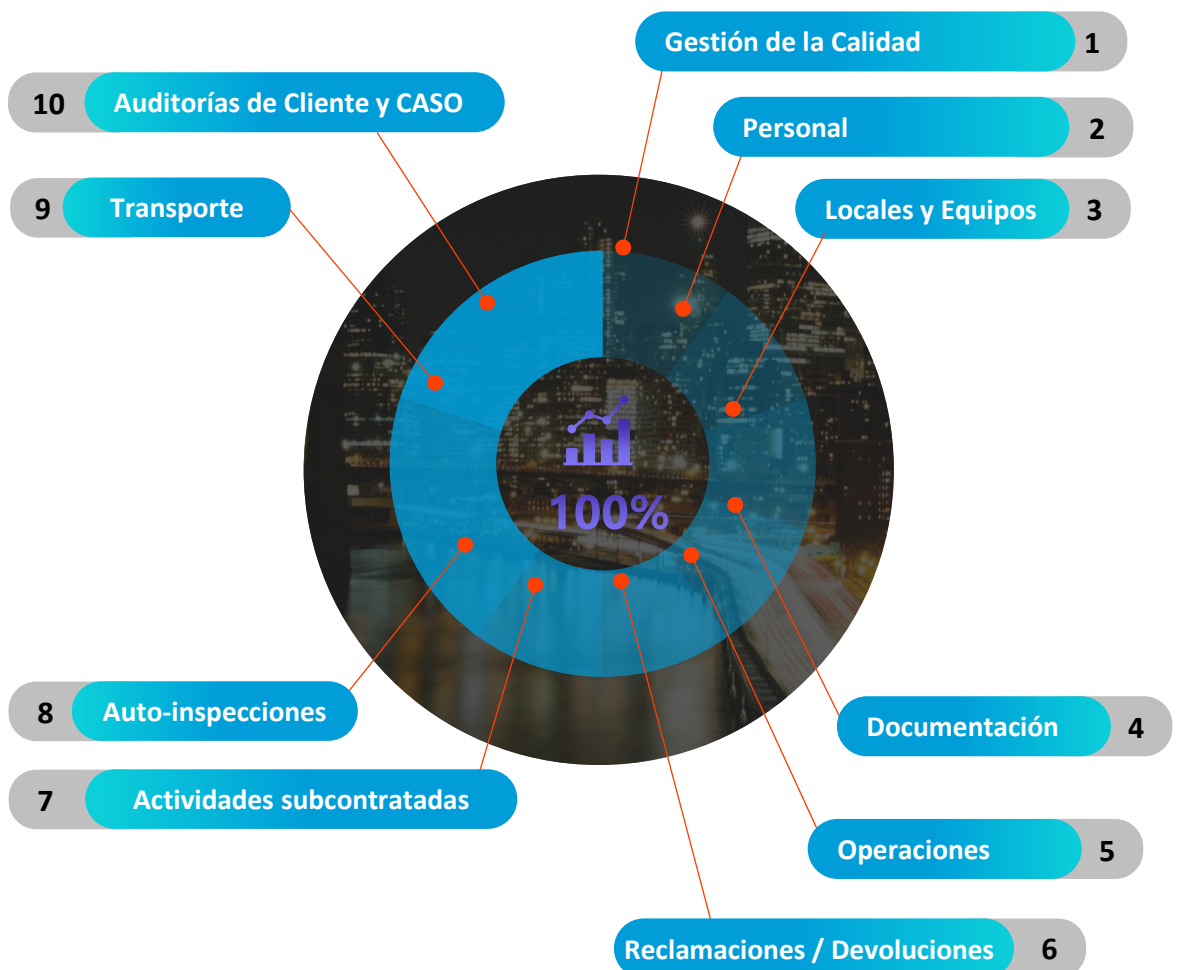 Gestión de la Calidad 1
Personal 2
Locales y Equipos 3
Documentación 4
Operaciones 5
Reclamaciones / Devoluciones 6
7 Actividades subcontratadas
8 Auto-inspecciones
9 Transporte
10 Auditorías de Cliente y CASO
100%